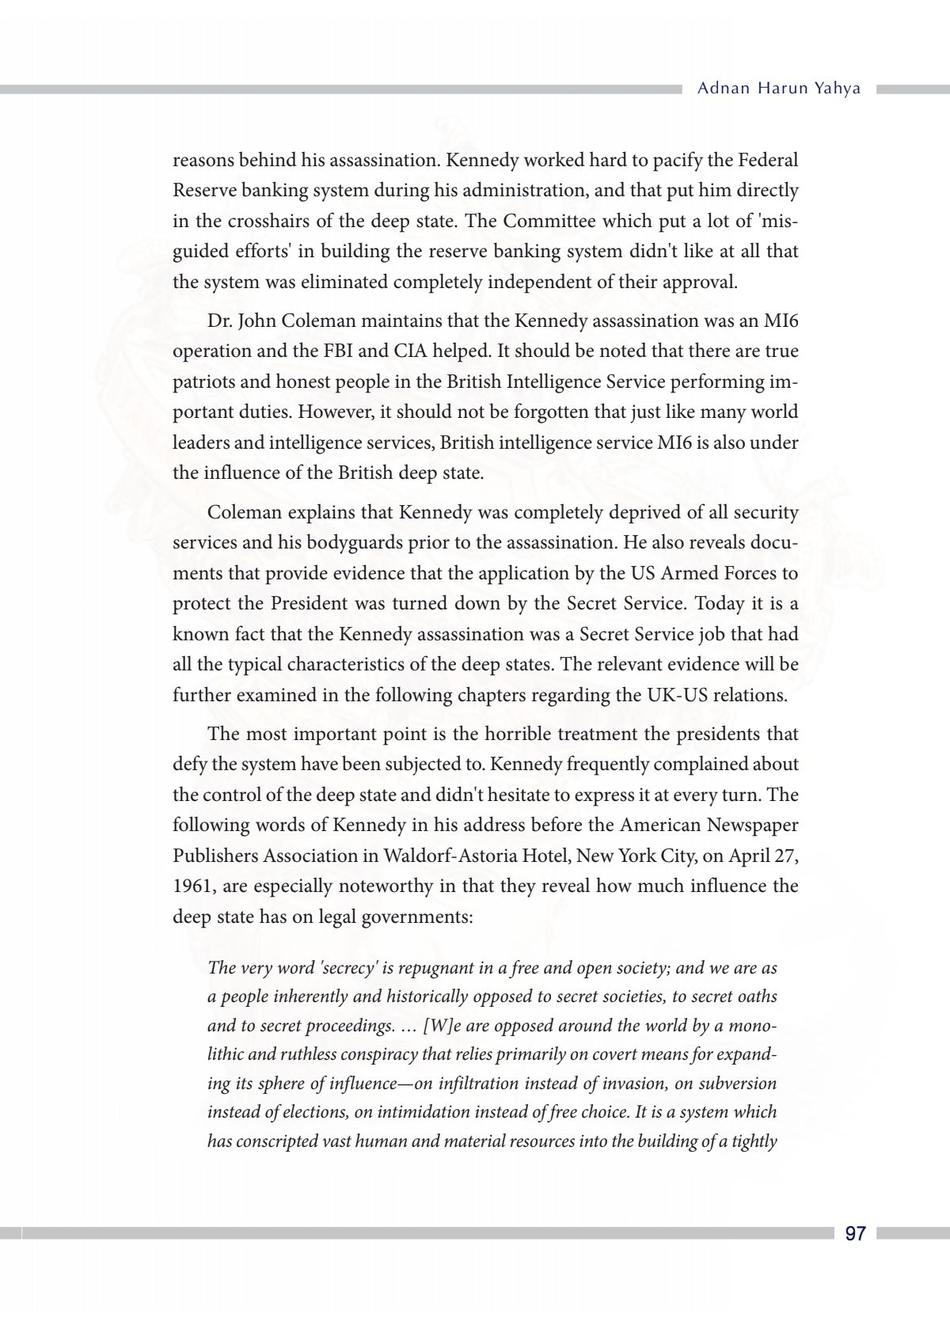 Adnan Harun Yahya
reasons behind his assassination. Kennedy worked hard to pacify the Federal
Reserve banking system during his administration, and that put him directly
in the crosshairs of the deep state. The Committee which put a lot of 'mis-
guided efforts' in building the reserve banking system didn't like at all that
the system was eliminated completely independent of their approval.
Dr. John Coleman maintains that the Kennedy assassination was an MI6
operation and the FBI and CIA helped. It should be noted that there are true
patriots and honest people in the British Intelligence Service performing im-
portant duties. However, it should not be forgotten that just like many world
leaders and intelligence services, British intelligence service MI6 is also under
the influence of the British deep state.
Coleman explains that Kennedy was completely deprived of all security
services and his bodyguards prior to the assassination. He also reveals docu-
ments that provide evidence that the application by the US Armed Forces to
protect the President was turned down by the Secret Service. Today it is a
known fact that the Kennedy assassination was a Secret Service job that had
all the typical characteristics of the deep states. The relevant evidence will be
further examined in the following chapters regarding the UK-US relations.
The most important point is the horrible treatment the presidents that
defy the system have been subjected to. Kennedy frequently complained about
the control of the deep state and didn't hesitate to express it at every turn. The
following words of Kennedy in his address before the American Newspaper
Publishers Association in Waldorf-Astoria Hotel, New York City, on April 27,
1961, are especially noteworthy in that they reveal how much influence the
deep state has on legal governments:
The very word 'secrecy' is repugnant in a free and open society; and we are as
a people inherently and historically opposed to secret societies, to secret oaths
and to secret proceedings. … [W]e are opposed around the world by a mono-
lithic and ruthless conspiracy that relies primarily on covert means for expand-
ing its sphere of influence—on infiltration instead of invasion, on subversion
instead of elections, on intimidation instead of free choice. It is a system which
has conscripted vast human and material resources into the building of a tightly
97